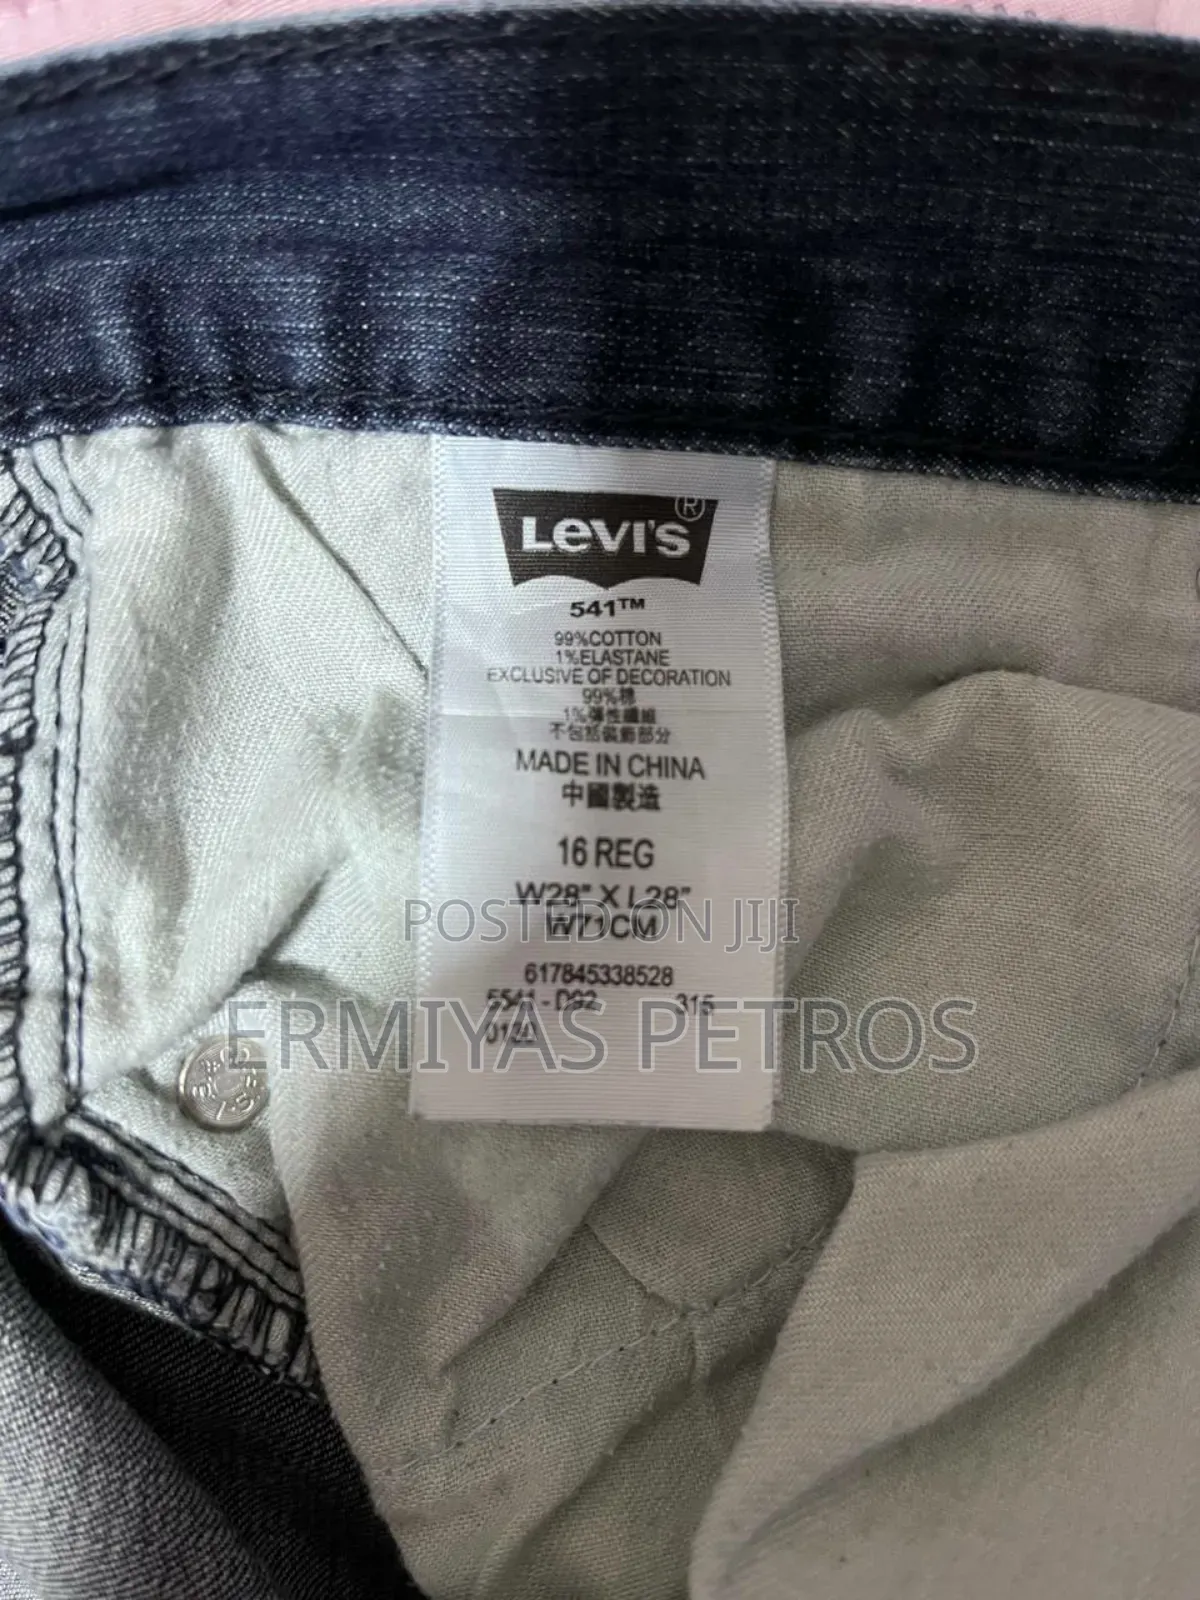 LEVI'S®
541™
99%COTTON
1%ELASTANE
EXCLUSIVE OF DECORATION
99%棉
1%彈性纖維
不包括裝飾部分
MADE IN CHINA
中國製造
16 REG
W28" X L28"
W71CM
POSTED ON JIJI
617845338528
315
ERMIYAS PETROS